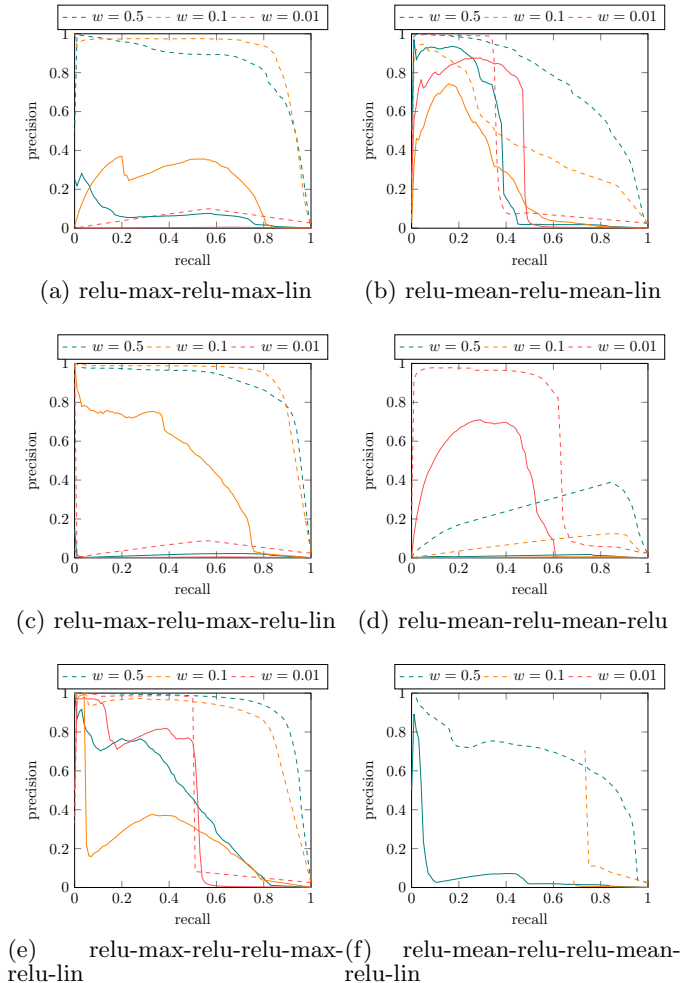 w = 0.5 w = 0.1 w = 0.01
w = 0.5 w = 0.1 w = 0.01
1
0.8
0.6
0.4
0.2
0
precision
0 0.2 0.4 0.6 0.8 1
recall
1
0.8
0.6
0.4
0.2
0
precision
0 0.2 0.4 0.6 0.8 1
recall
(a) relu-max-relu-max-lin
(b) relu-mean-relu-mean-lin
w = 0.5 w = 0.1 w = 0.01
w = 0.5 w = 0.1 w = 0.01
1
0.8
0.6
0.4
0.2
0
precision
0 0.2 0.4 0.6 0.8 1
recall
1
0.8
0.6
0.4
0.2
0
precision
0 0.2 0.4 0.6 0.8 1
recall
(c) relu-max-relu-max-relu-lin
(d) relu-mean-relu-mean-relu
w = 0.5 w = 0.1 w = 0.01
w = 0.5 w = 0.1 w = 0.01
1
0.8
0.6
0.4
0.2
0
precision
0 0.2 0.4 0.6 0.8 1
recall
1
0.8
0.6
0.4
0.2
0
precision
0 0.2 0.4 0.6 0.8 1
recall
(e) relu-max-relu-relu-max-
relu-lin
(f) relu-mean-relu-relu-mean-
relu-lin